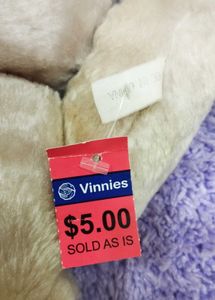 Vinnies
$5.00
SOLD AS IS